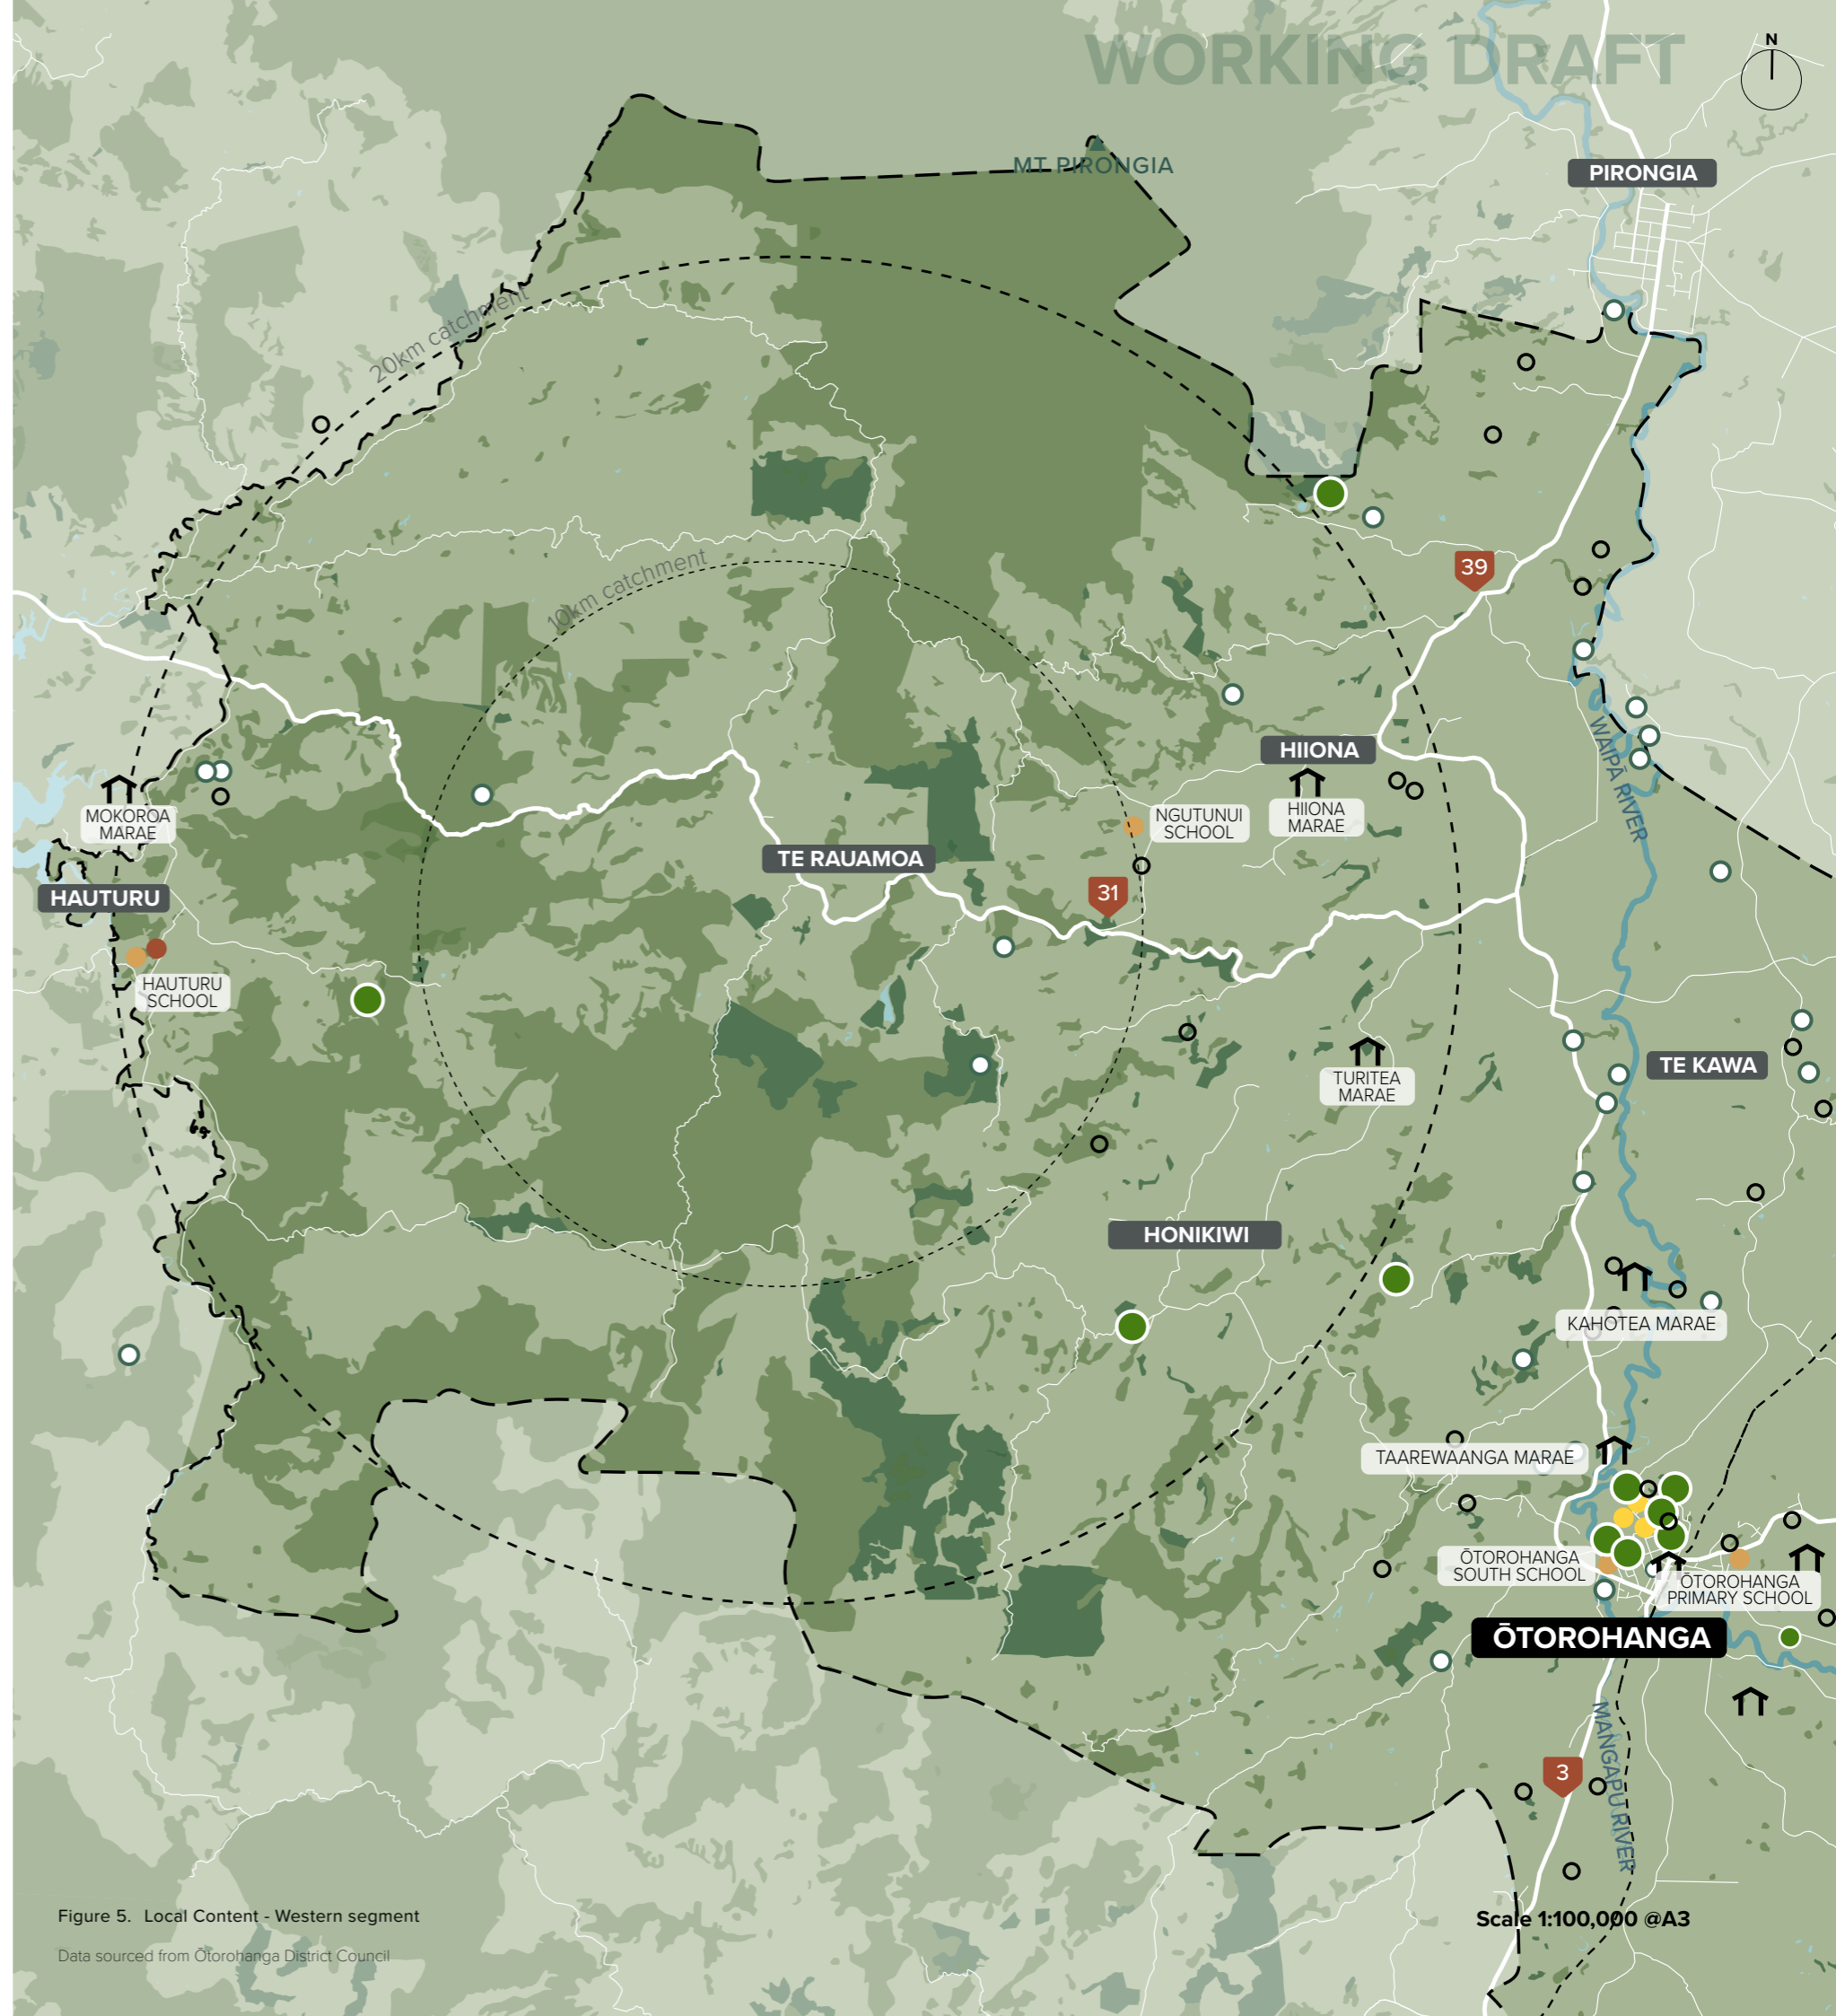 WORKING DRAFT
N
MT PIRONGIA
PIRONGIA
20km catchment
10km catchment
39
WAIPĀ RIVER
HIIONA
HIIONA
MARAE
NGUTUNUI
SCHOOL
MOKOROA
MARAE
TE RAUAMOA
31
HAUTURU
HAUTURU
SCHOOL
TE KAWA
TURITEA
MARAE
HONIKIWI
KAHOTEA MARAE
TAAREWAANGA MARAE
ŌTOROHANGA
SOUTH SCHOOL
ŌTOROHANGA
PRIMARY SCHOOL
ŌTOROHANGA
MANGAPU RIVER
3
Figure 5. Local Content - Western segment
Scale 1:100,000 @A3
Data sourced from Ōtorohanga District Council